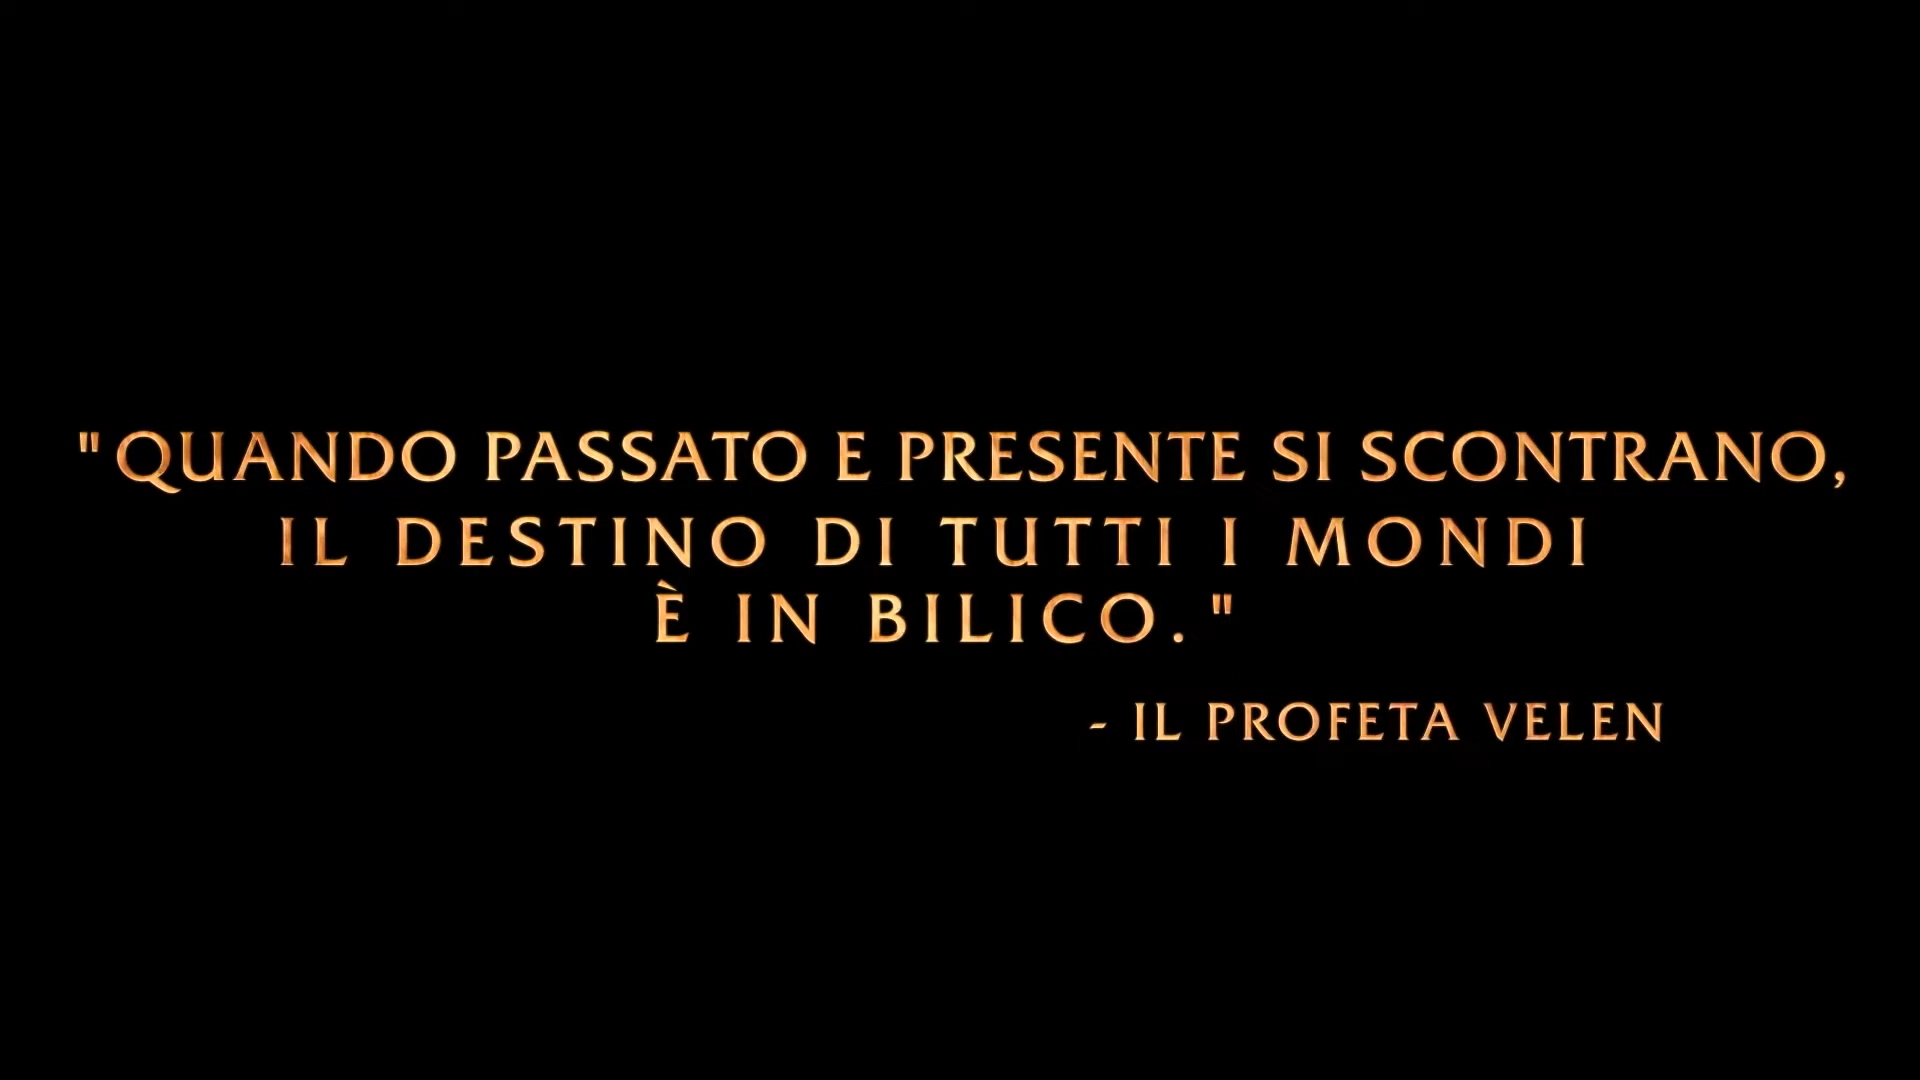 "QUANDO PASSATO E PRESENTE SI SCONTRANO,
IL DESTINO DI TUTTI I MONDI
È IN BILICO."
- IL PROFETA VELEN